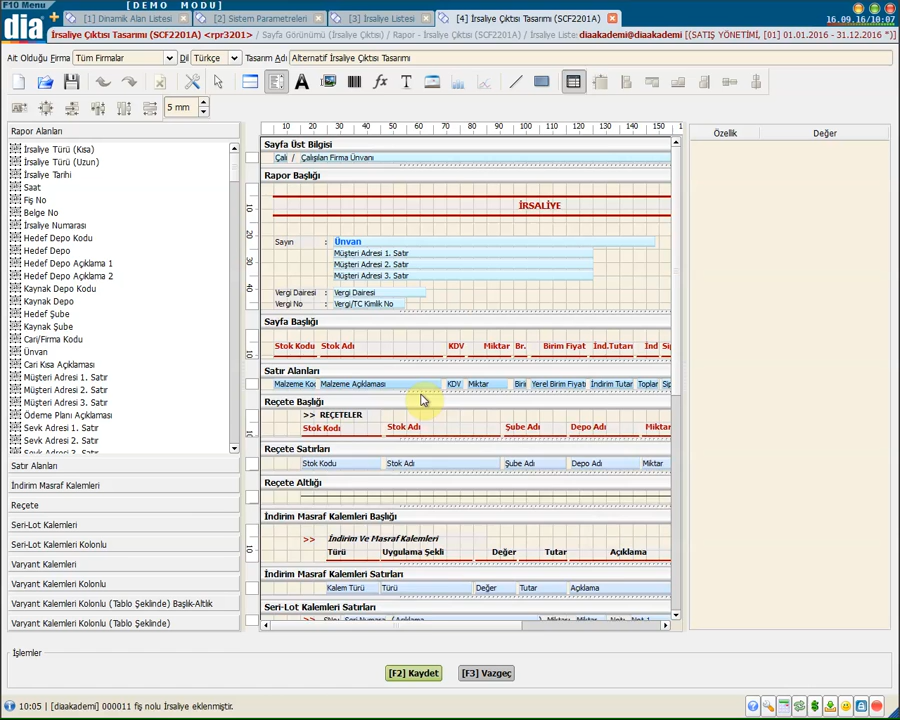 F10 Menu [DEMO MODU]
dia
[1] Dinamik Alan Listesi
[2] Sistem Parametreleri
[3] İrsaliye Listesi
[4] İrsaliye Çıktısı Tasarımı (SCF2201A)
16.09.16/10:07
İrsaliye Çıktısı Tasarımı (SCF2201A) <rpr3201> / Sayfa Görünümü (İrsaliye Çıktısı) / Rapor - İrsaliye Çıktısı / İrsaliye Liste: diaakademi@diaakademi [(SATIŞ YÖNETİMİ, [01] 01.01.2016 - 31.12.2016 *)]
Ait Olduğu Firma Tüm Firmalar Dil Türkçe Tasarım Adı Alternatif İrsaliye Çıktısı Tasarımı
5 mm
Rapor Alanları
İrsaliye Türü (Kısa)
İrsaliye Türü (Uzun)
İrsaliye Tarihi
Saat
Fiş No
Belge No
İrsaliye Numarası
Hedef Depo Kodu
Hedef Depo
Hedef Depo Açıklama 1
Hedef Depo Açıklama 2
Kaynak Depo Kodu
Kaynak Depo
Hedef Şube
Kaynak Şube
Cari/Firma Kodu
Ünvan
Cari Kısa Açıklaması
Müşteri Adresi 1. Satır
Müşteri Adresi 2. Satır
Müşteri Adresi 3. Satır
Ödeme Planı Açıklaması
Sevk Adresi 1. Satır
Sevk Adresi 2. Satır
Sevk Adresi 3. Satır
Satır Alanları
İndirim Masraf Kalemleri
Reçete
Seri-Lot Kalemleri
Seri-Lot Kalemleri Kolonlu
Varyant Kalemleri
Varyant Kalemleri Kolonlu
Varyant Kalemleri Kolonlu (Tablo Şeklinde) Başlık-Altlık
Varyant Kalemleri Kolonlu (Tablo Şeklinde)
10 20 30 40 50 60 70 80 90 100 110 120 130 140 150
Sayfa Üst Bilgisi
Çalı / Çalışılan Firma Ünvanı
Rapor Başlığı
İRSALİYE
Sayın : Ünvan
Müşteri Adresi 1. Satır
Müşteri Adresi 2. Satır
Müşteri Adresi 3. Satır
Vergi Dairesi : Vergi Dairesi
Vergi No : Vergi/TC Kimlik No
Sayfa Başlığı
Stok Kodu Stok Adı KDV Miktar Br. Birim Fiyat İnd.Tutarı İnd Sip
Satır Alanları
Malzeme Koc Malzeme Açıklaması KDV Miktar Biri Yerel Birim Fiyatı İndirim Tutar Toplar Sip
Reçete Başlığı
>> REÇETELER
Stok Kodı Stok Adı Şube Adı Depo Adı Miktar
Reçete Satırları
Stok Kodu Stok Adı Şube Adı Depo Adı Miktar
Reçete Altlığı
İndirim Masraf Kalemleri Başlığı
>> İndirim Ve Masraf Kalemleri
Türü Uygulama Şekli Değer Tutar Açıklama
İndirim Masraf Kalemleri Satırları
Kalem Türü Türü Değer Tutar Açıklama
Seri-Lot Kalemleri Satırları
Özellik Değer
İşlemler
[F2] Kaydet [F3] Vazgeç
10:05 | [diaakademi] 000011 fiş nolu İrsaliye eklenmiştir.